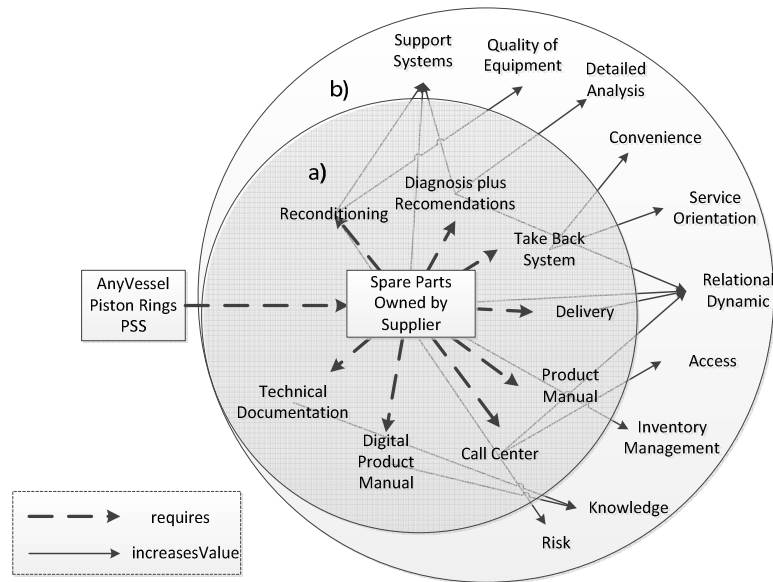 Support
Systems
Quality of
Equipment
Detailed
Analysis
b)
Convenience
a)
Diagnosis plus
Recomendations
Reconditioning
Service
Orientation
Take Back
System
AnyVessel
Piston Rings
PSS
Spare Parts
Owned by
Supplier
Relational
Dynamic
Delivery
Access
Product
Manual
Technical
Documentation
Inventory
Management
Digital
Product
Manual
Call Center
Knowledge
Risk
requires
increasesValue